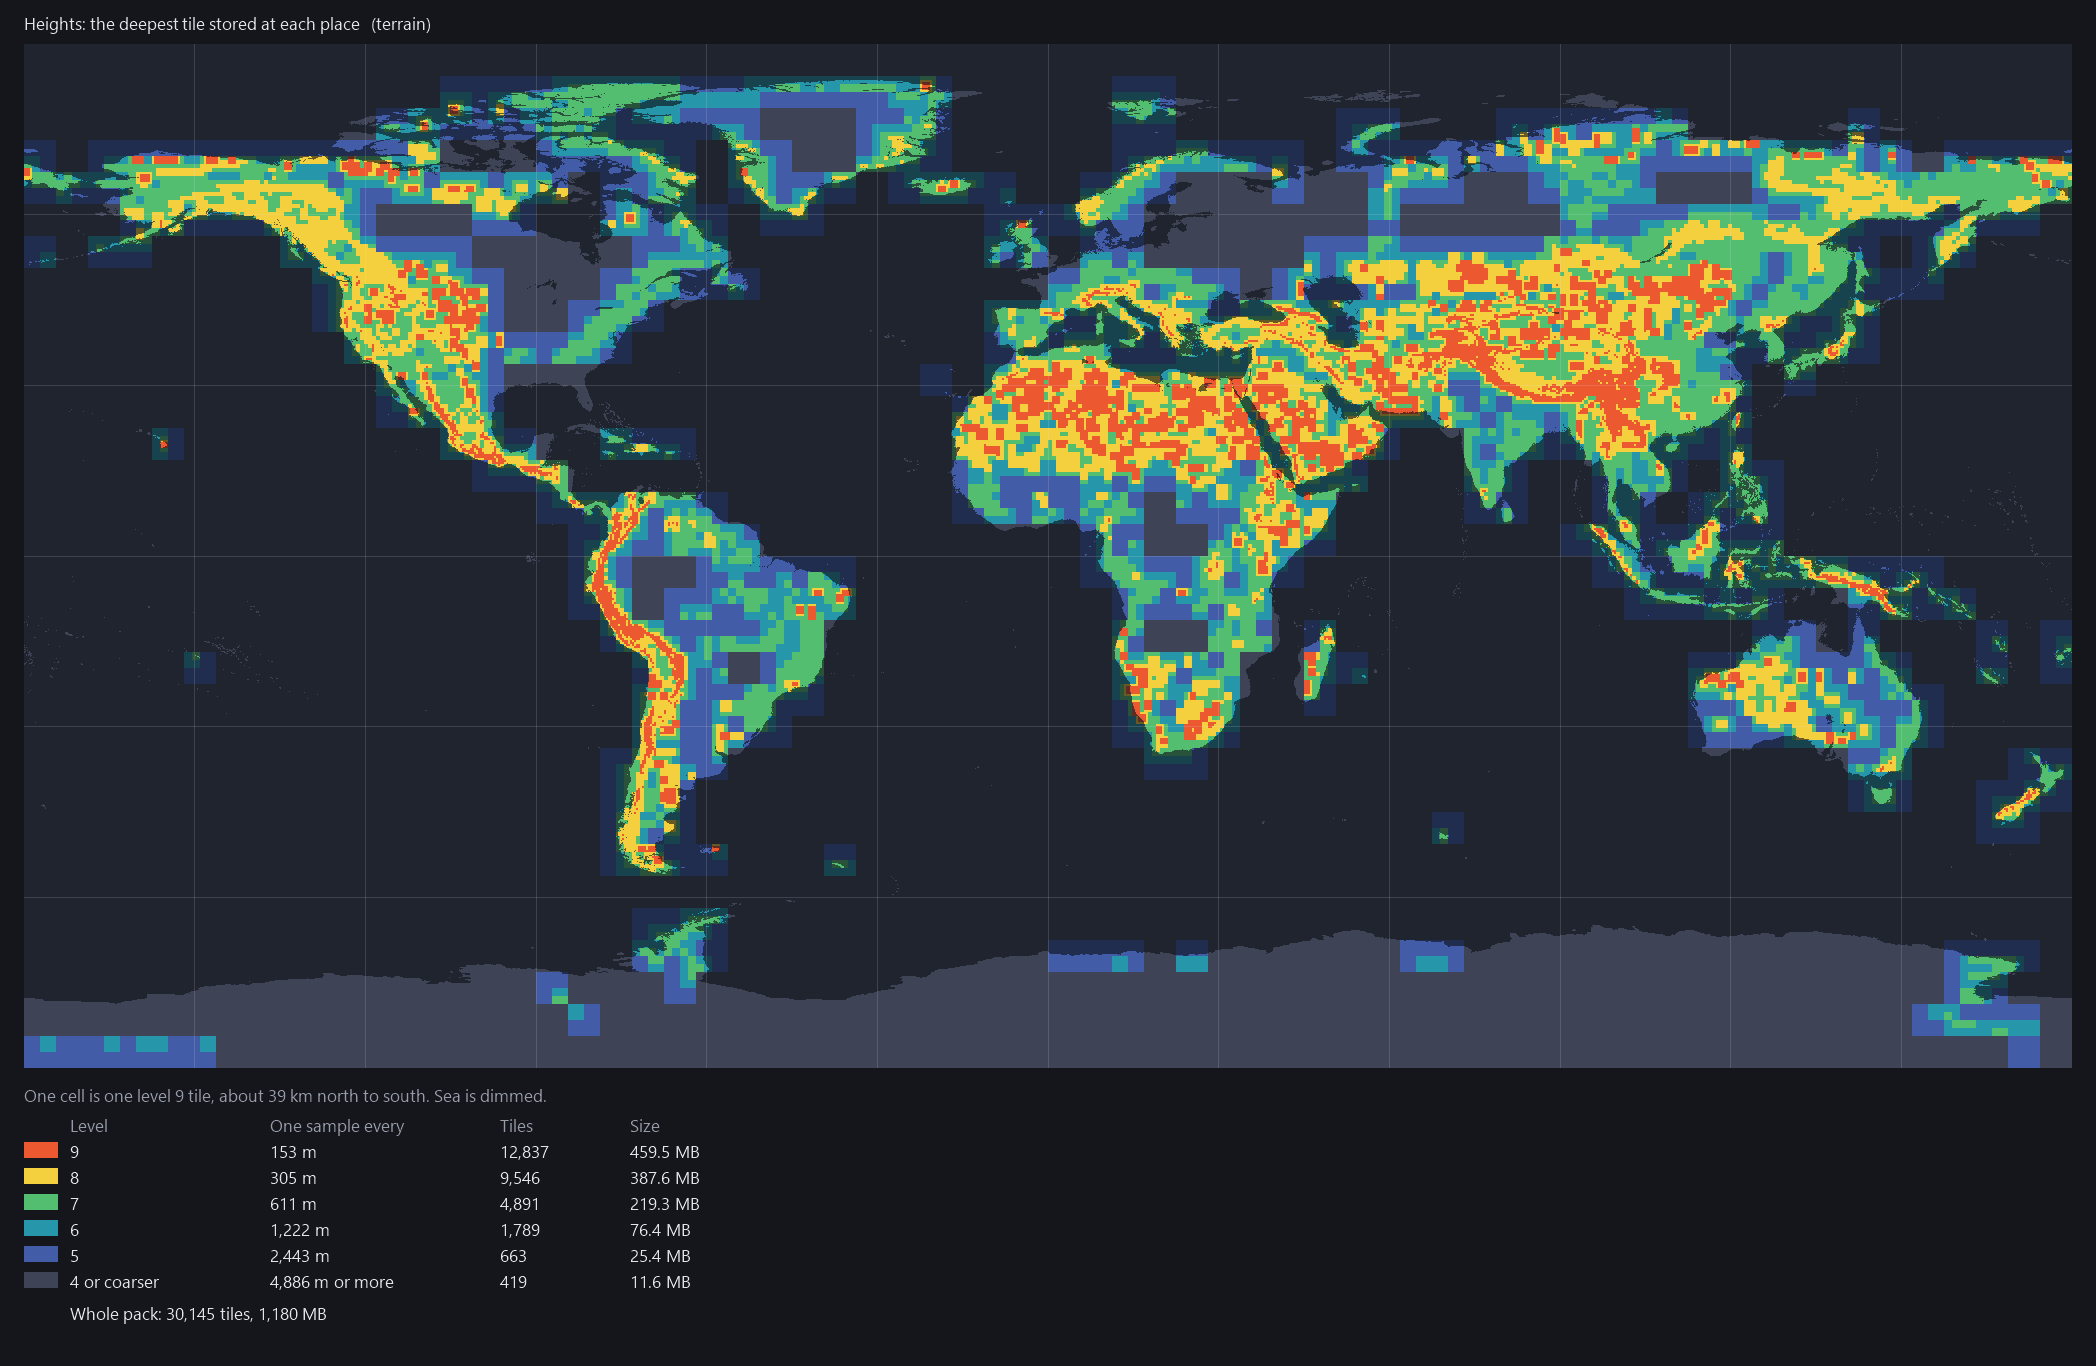 Heights: the deepest tile stored at each place (terrain)
One cell is one level 9 tile, about 39 km north to south. Sea is dimmed.
Level One sample every Tiles Size
9 153 m 12,837 459.5 MB
8 305 m 9,546 387.6 MB
7 611 m 4,891 219.3 MB
6 1,222 m 1,789 76.4 MB
5 2,443 m 663 25.4 MB
4 or coarser 4,886 m or more 419 11.6 MB
Whole pack: 30,145 tiles, 1,180 MB